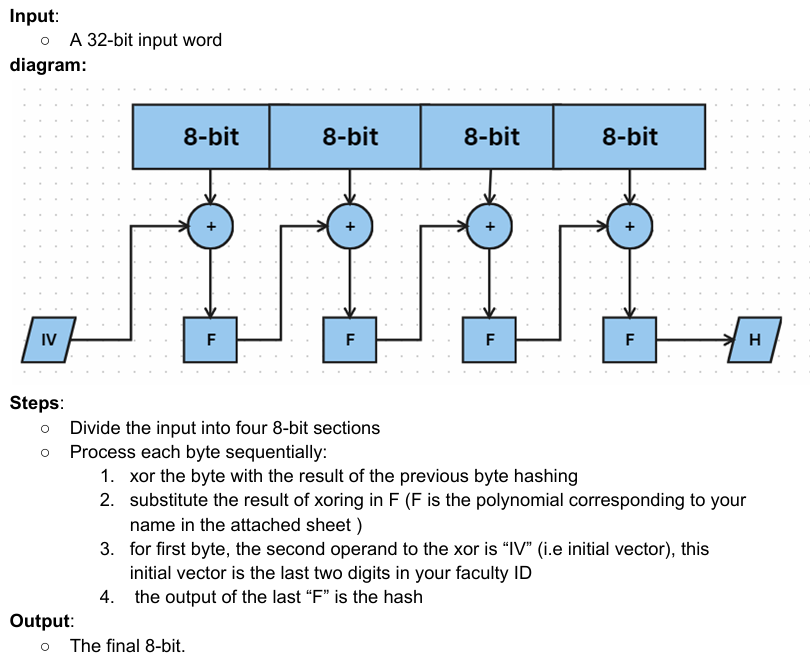 Input:
○ A 32-bit input word
diagram:
8-bit 8-bit 8-bit 8-bit
+ + + +
IV F F F F H
Steps:
○ Divide the input into four 8-bit sections
○ Process each byte sequentially:
1. xor the byte with the result of the previous byte hashing
2. substitute the result of xoring in F (F is the polynomial corresponding to your
name in the attached sheet )
3. for first byte, the second operand to the xor is “IV” (i.e initial vector), this
initial vector is the last two digits in your faculty ID
4. the output of the last “F” is the hash
Output:
○ The final 8-bit.